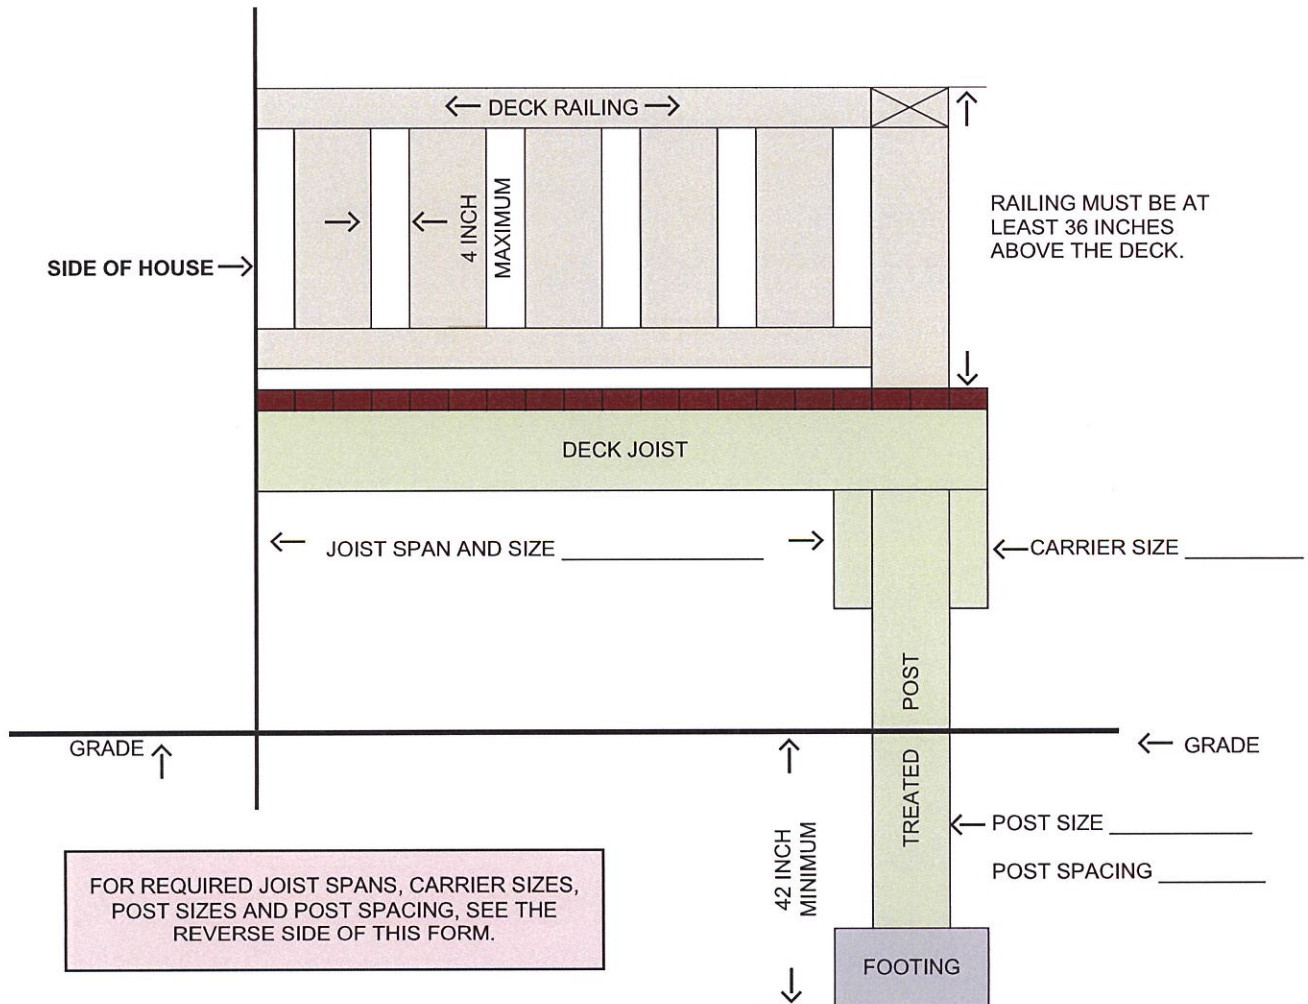 DECK RAILING
4 INCH
MAXIMUM
RAILING MUST BE AT
LEAST 36 INCHES
ABOVE THE DECK.
SIDE OF HOUSE
DECK JOIST
JOIST SPAN AND SIZE ________________
CARRIER SIZE __________
TREATED POST
GRADE
GRADE
42 INCH
MINIMUM
POST SIZE ____________
POST SPACING _________
FOR REQUIRED JOIST SPANS, CARRIER SIZES,
POST SIZES AND POST SPACING, SEE THE
REVERSE SIDE OF THIS FORM.
FOOTING